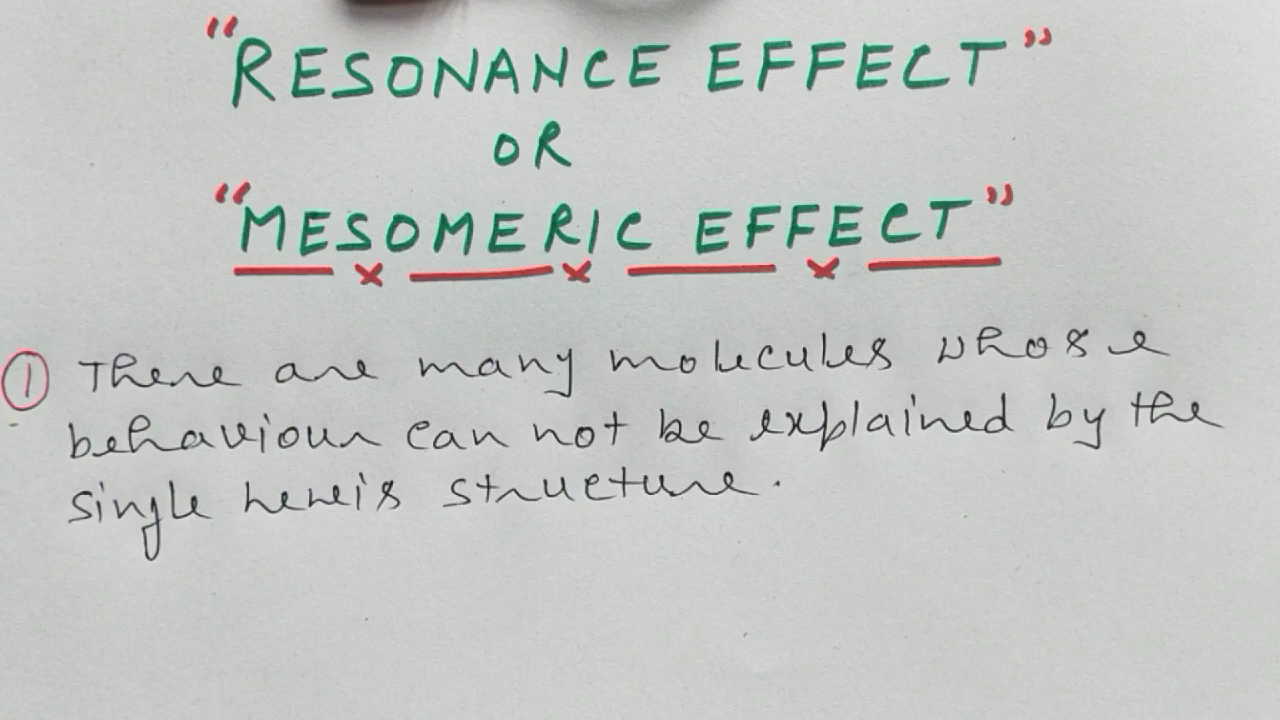 "RESONANCE EFFECT"
OR
"MESOMERIC EFFECT"
① There are many molecules whose
behaviour can not be explained by the
single lewis structure.